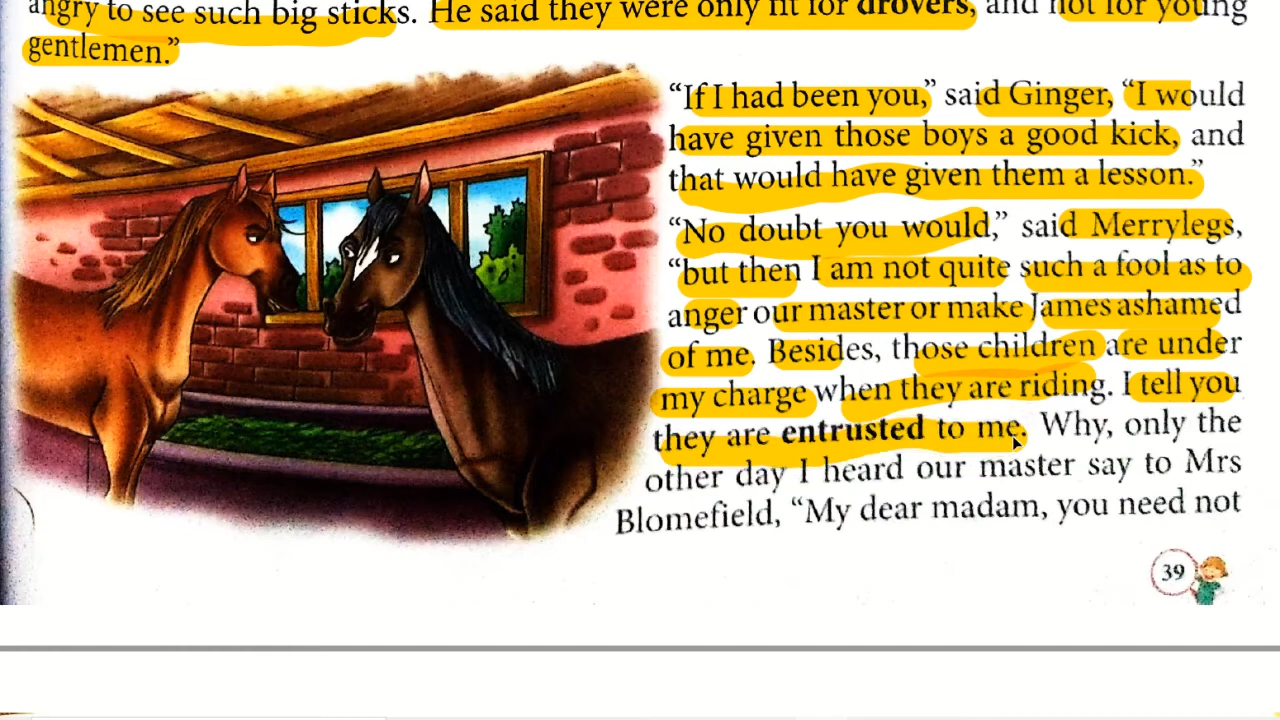 angry to see such big sticks. He said they were only fit for drovers, and not for young
gentlemen.”
“If I had been you,” said Ginger, “I would
have given those boys a good kick, and
that would have given them a lesson.”
“No doubt you would,” said Merrylegs,
“but then I am not quite such a fool as to
anger our master or make James ashamed
of me. Besides, those children are under
my charge when they are riding. I tell you
they are entrusted to me. Why, only the
other day I heard our master say to Mrs
Blomefield, “My dear madam, you need not
39